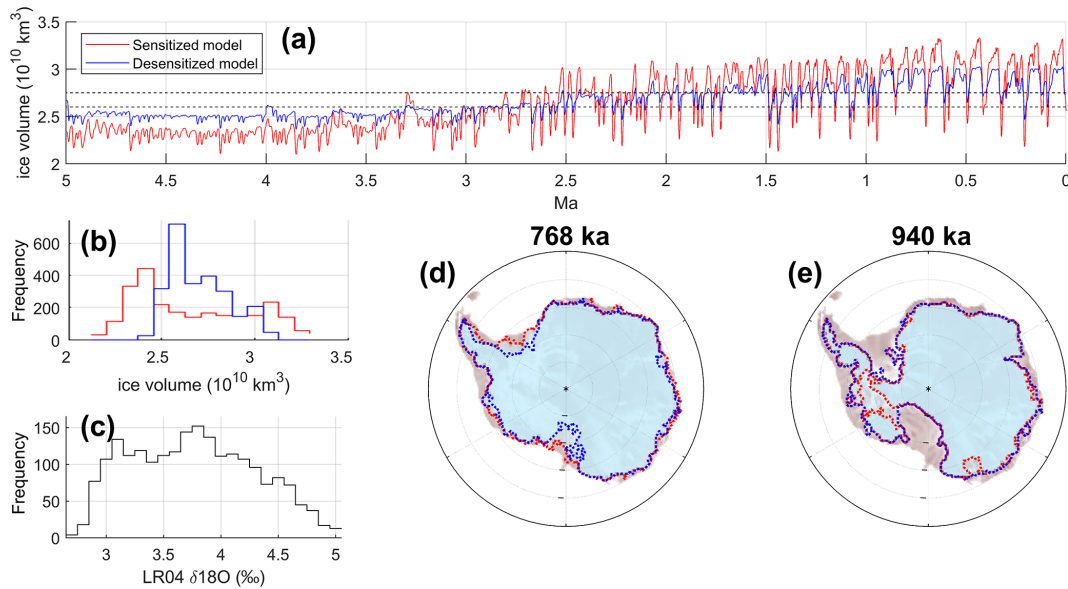 (a)
Sensitized model
Desensitized model
ice volume (10^10 km^3)
3.5
3
2.5
2
5
4.5
4
3.5
3
2.5
2
1.5
1
0.5
0
Ma
(b)
Frequency
600
400
200
0
2
2.5
3
3.5
ice volume (10^10 km^3)
(c)
Frequency
150
100
50
0
3
3.5
4
4.5
5
LR04 δ18O (‰)
768 ka
(d)
940 ka
(e)